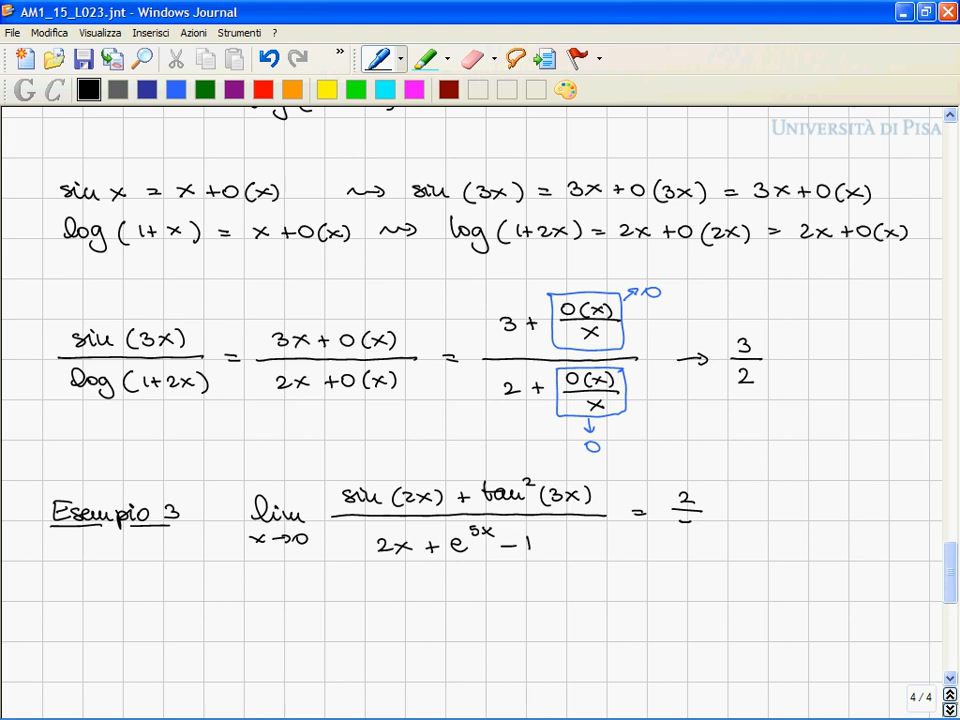 AM1_15_L023.jnt - Windows Journal
File Modifica Visualizza Inserisci Azioni Strumenti ?
»
G C
UNIVERSITÀ DI PISA
sin x = x + o(x) ⇝ sin (3x) = 3x + o(3x) = 3x + o(x)
log (1+x) = x + o(x) ⇝ log (1+2x) = 2x + o(2x) = 2x + o(x)
sin (3x) / log (1+2x) = 3x + o(x) / 2x + o(x) = 3 + o(x)/x → 0 / 2 + o(x)/x ↓ 0 → 3/2
Esempio 3 lim x→0 sin (2x) + tan² (3x) / 2x + e^5x - 1 = 2/
4 / 4